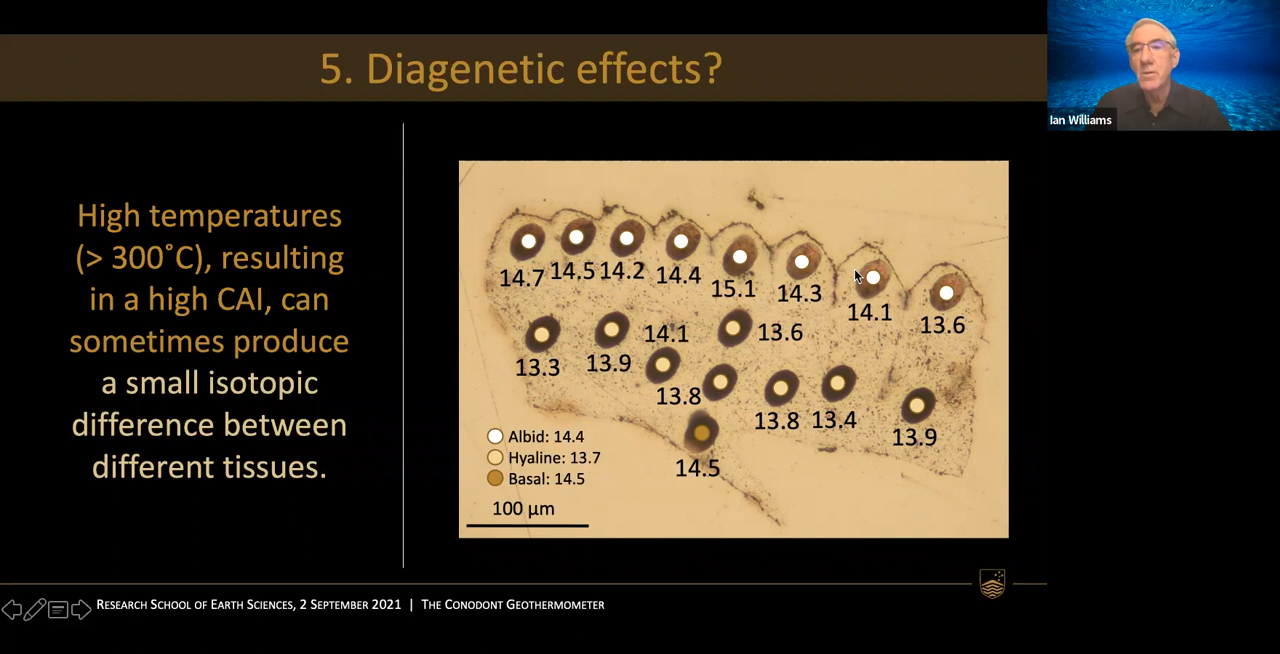 5. Diagenetic effects?
Ian Williams
High temperatures
(> 300˚C), resulting
in a high CAI, can
sometimes produce
a small isotopic
difference between
different tissues.
14.7 14.5 14.2 14.4 15.1 14.3 14.1 13.6
13.3 13.9 14.1 13.6
13.8 13.8 13.4 13.9
14.5
Albid: 14.4
Hyaline: 13.7
Basal: 14.5
100 µm
Research School of Earth Sciences, 2 September 2021 | The Conodont Geothermometer